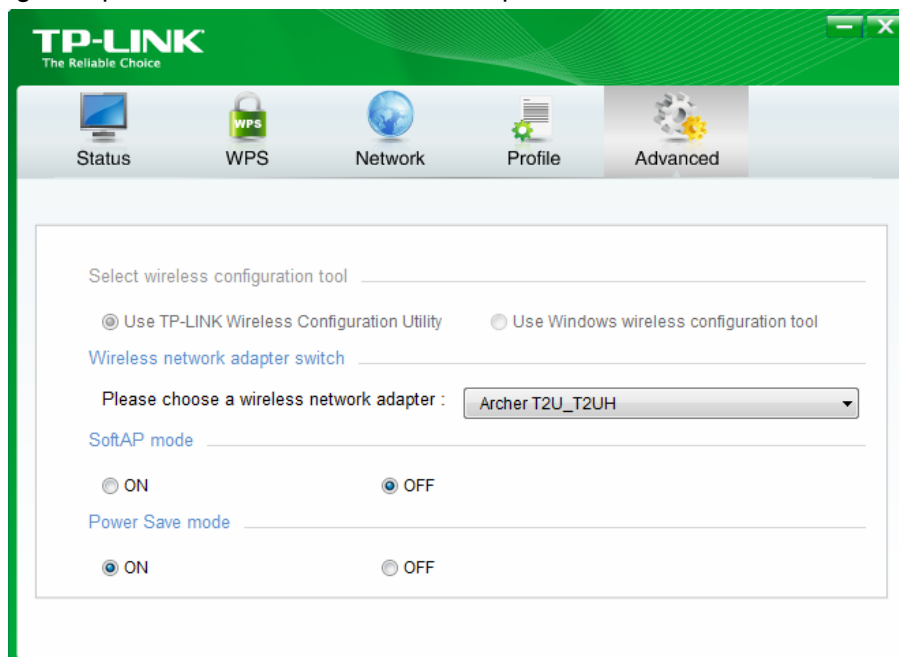 TP-LINK
The Reliable Choice
WPS
Status WPS Network Profile Advanced
Select wireless configuration tool
Use TP-LINK Wireless Configuration Utility Use Windows wireless configuration tool
Wireless network adapter switch
Please choose a wireless network adapter : Archer T2U_T2UH
SoftAP mode
ON OFF
Power Save mode
ON OFF